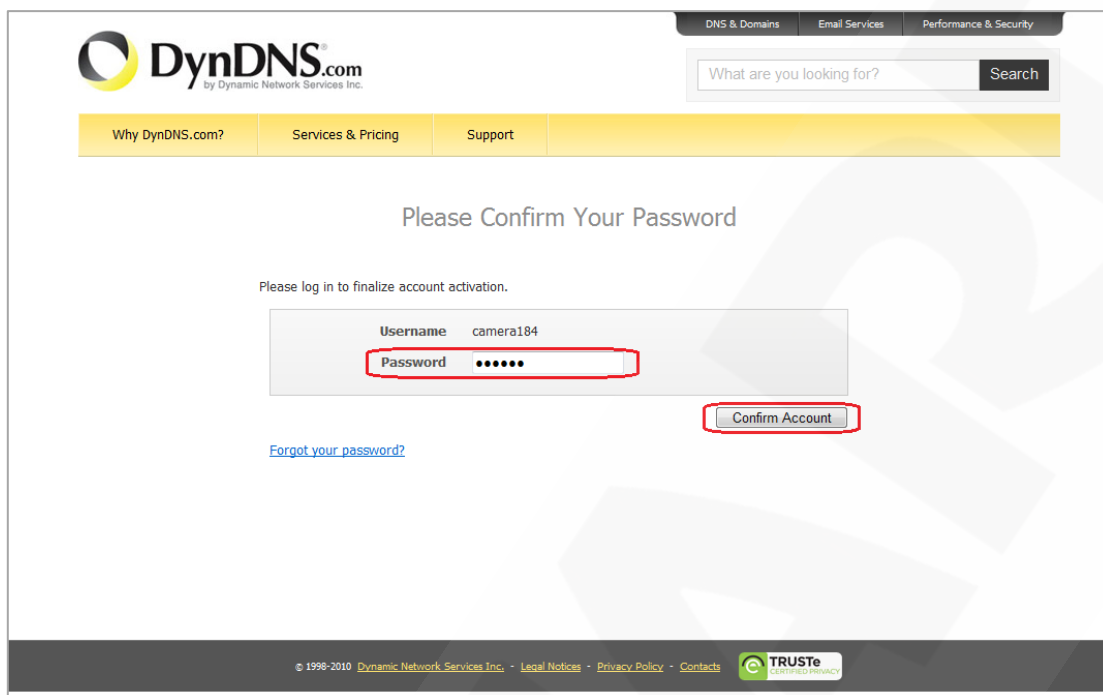 DNS & Domains Email Services Performance & Security
DynDNS.com
by Dynamic Network Services Inc.
What are you looking for? Search
Why DynDNS.com? Services & Pricing Support
Please Confirm Your Password
Please log in to finalize account activation.
Username camera184
Password ••••••
Confirm Account
Forgot your password?
© 1998-2010 Dynamic Network Services Inc. - Legal Notices - Privacy Policy - Contacts
TRUSTe
CERTIFIED PRIVACY